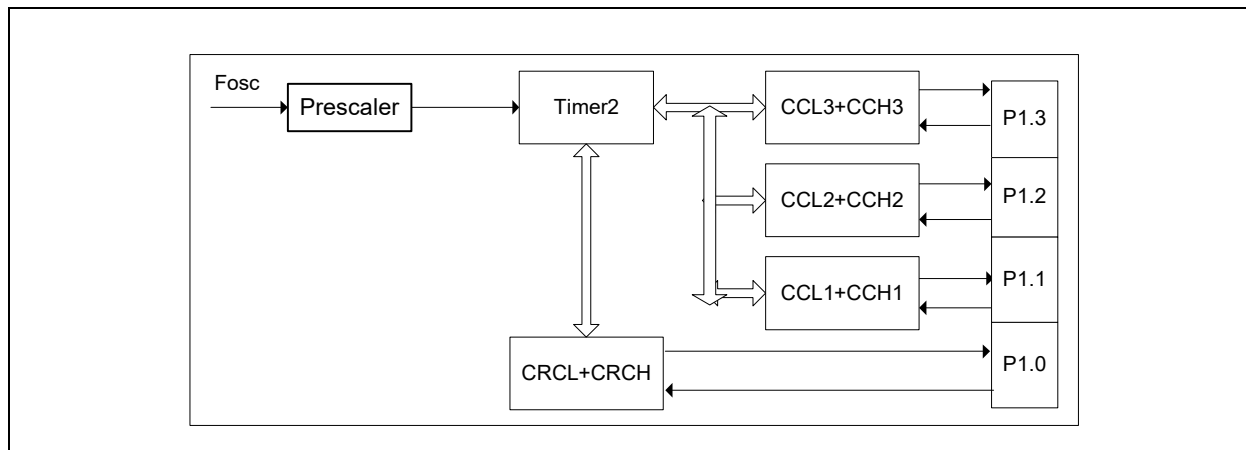 Fosc
Prescaler
Timer2
CCL3+CCH3
P1.3
CCL2+CCH2
P1.2
CCL1+CCH1
P1.1
CRCL+CRCH
P1.0